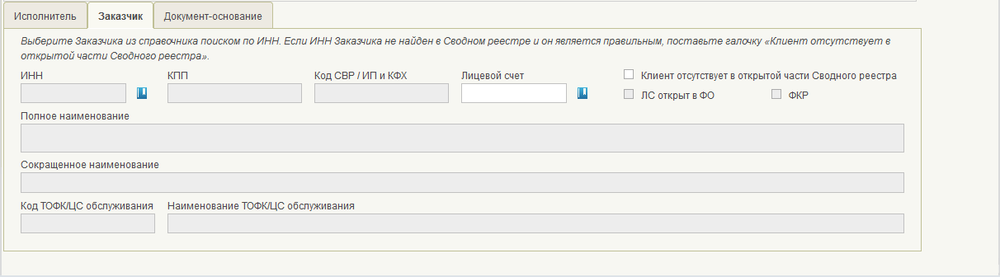 Исполнитель Заказчик Документ-основание
Выберите Заказчика из справочника поиском по ИНН. Если ИНН Заказчика не найден в Сводном реестре и он является правильным, поставьте галочку «Клиент отсутствует в
открытой части Сводного реестра».
ИНН КПП Код СВР / ИП и КФХ Лицевой счет Клиент отсутствует в открытой части Сводного реестра
ЛС открыт в ФО ФКР
Полное наименование
Сокращенное наименование
Код ТОФК/ЦС обслуживания Наименование ТОФК/ЦС обслуживания